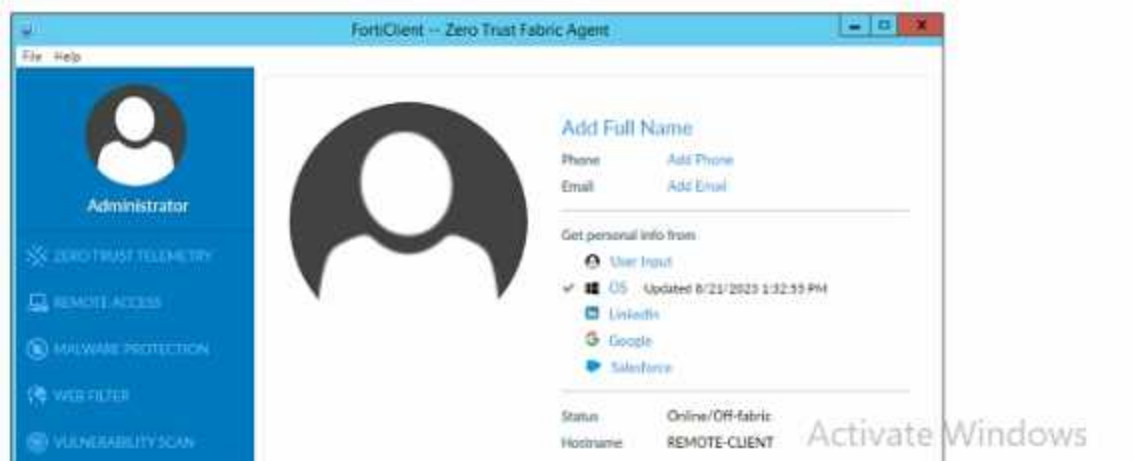 FortiClient -- Zero Trust Fabric Agent
File Help
Administrator
ZERO TRUST TELEMETRY
REMOTE ACCESS
MALWARE PROTECTION
WEB FILTER
VULNERABILITY SCAN
Add Full Name
Phone Add Phone
Email Add Email
Get personal info from
User Input
OS Updated 8/21/2023 1:32:55 PM
LinkedIn
Google
Salesforce
Status Online/Off-fabric
Hostname REMOTE-CLIENT
Activate Windows